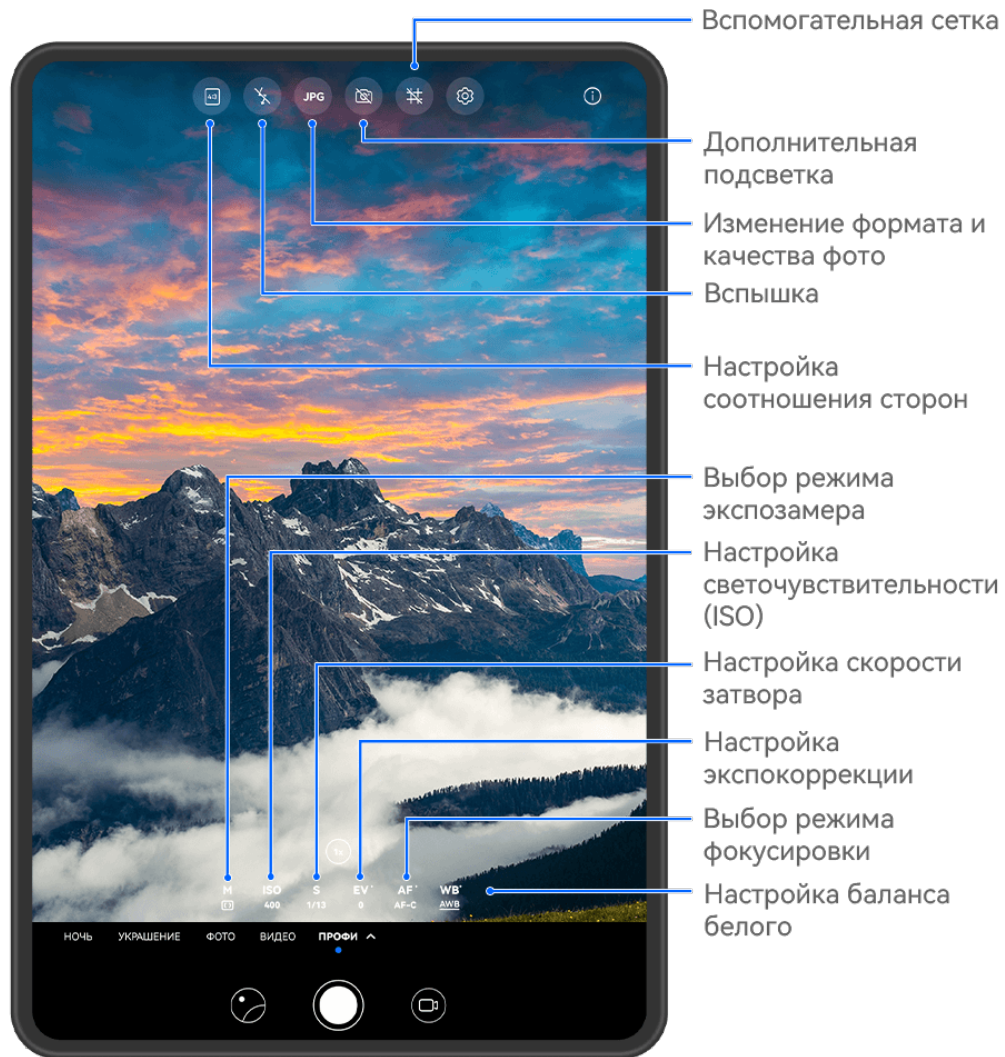 Вспомогательная сетка
4:3
JPG
Дополнительная
подсветка
Изменение формата и
качества фото
Вспышка
Настройка
соотношения сторон
Выбор режима
экспозамера
Настройка
светочувствительности
(ISO)
Настройка скорости
затвора
Настройка
экспокоррекции
Выбор режима
фокусировки
Настройка баланса
белого
1x
M ISO S EV AF WB
400 1/13 0 AF-C AWB
НОЧЬ УКРАШЕНИЕ ФОТО ВИДЕО ПРОФИ